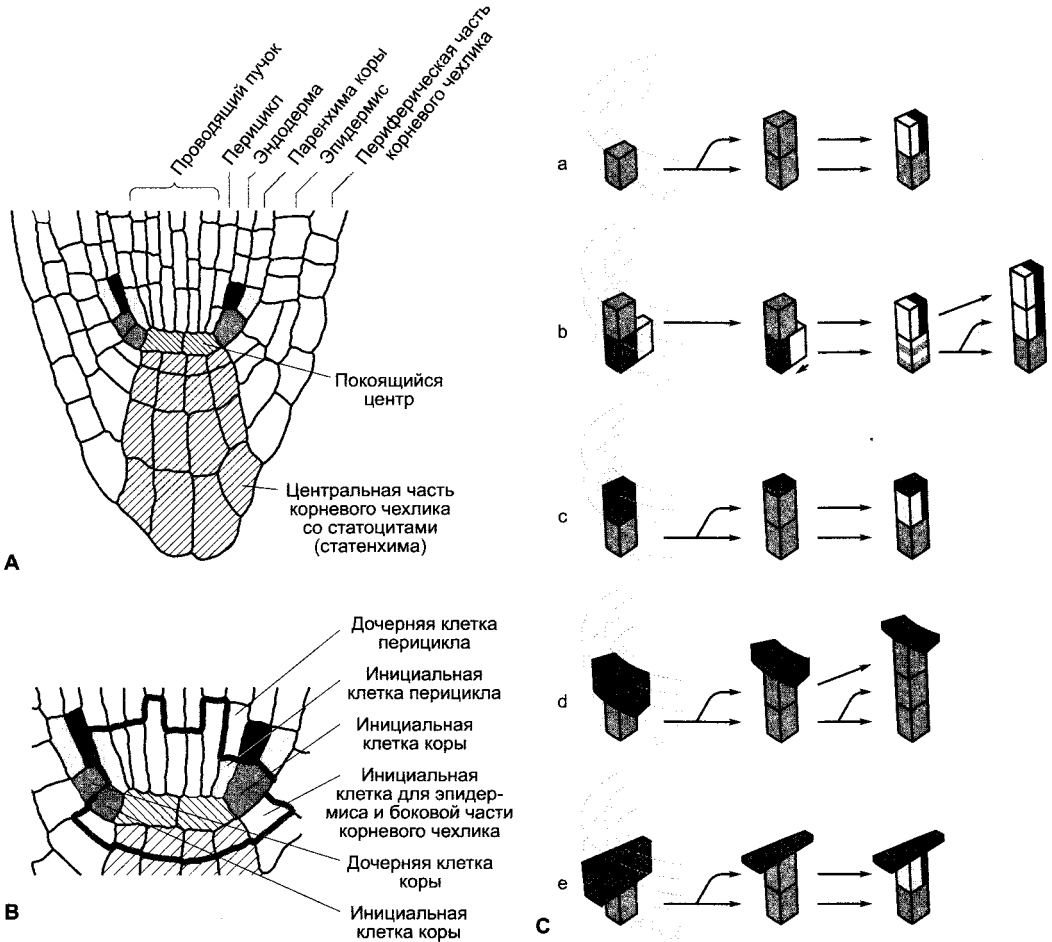 Проводящий пучок
Перицикл
Эндодерма
Паренхима коры
Эпидермис
Периферическая часть
корневого чехлика
Покоящийся
центр
Центральная часть
корневого чехлика
со статоцитами
(статенхима)
A
Дочерняя клетка
перицикла
Инициальная
клетка перицикла
Инициальная
клетка коры
Инициальная
клетка для эпидер-
миса и боковой части
корневого чехлика
Дочерняя клетка
коры
Инициальная
клетка коры
B
a
b
c
d
e
C